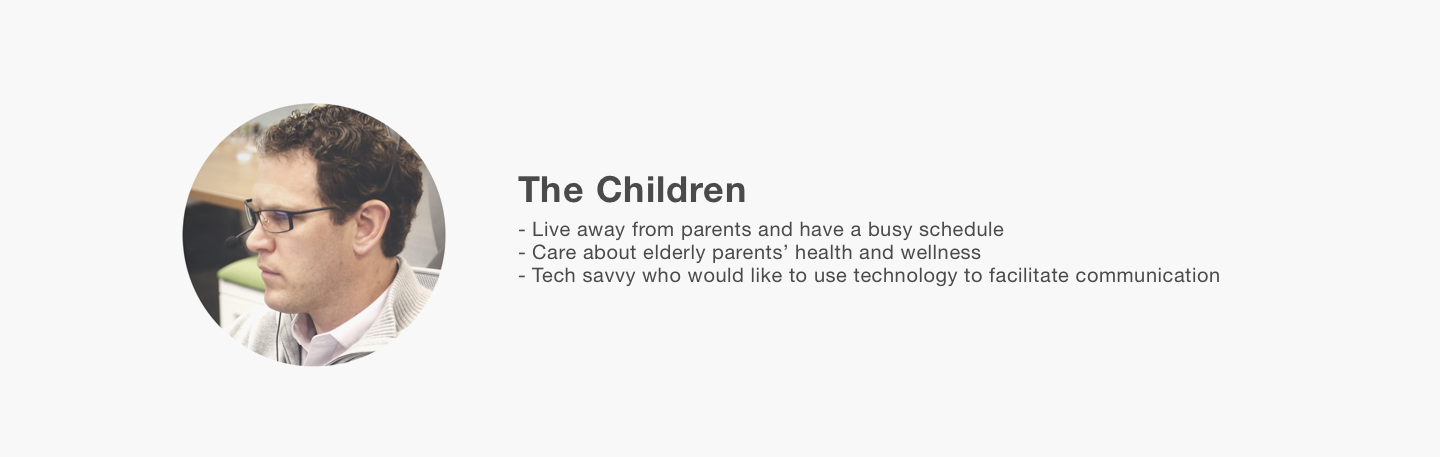 The Children
- Live away from parents and have a busy schedule
- Care about elderly parents’ health and wellness
- Tech savvy who would like to use technology to facilitate communication